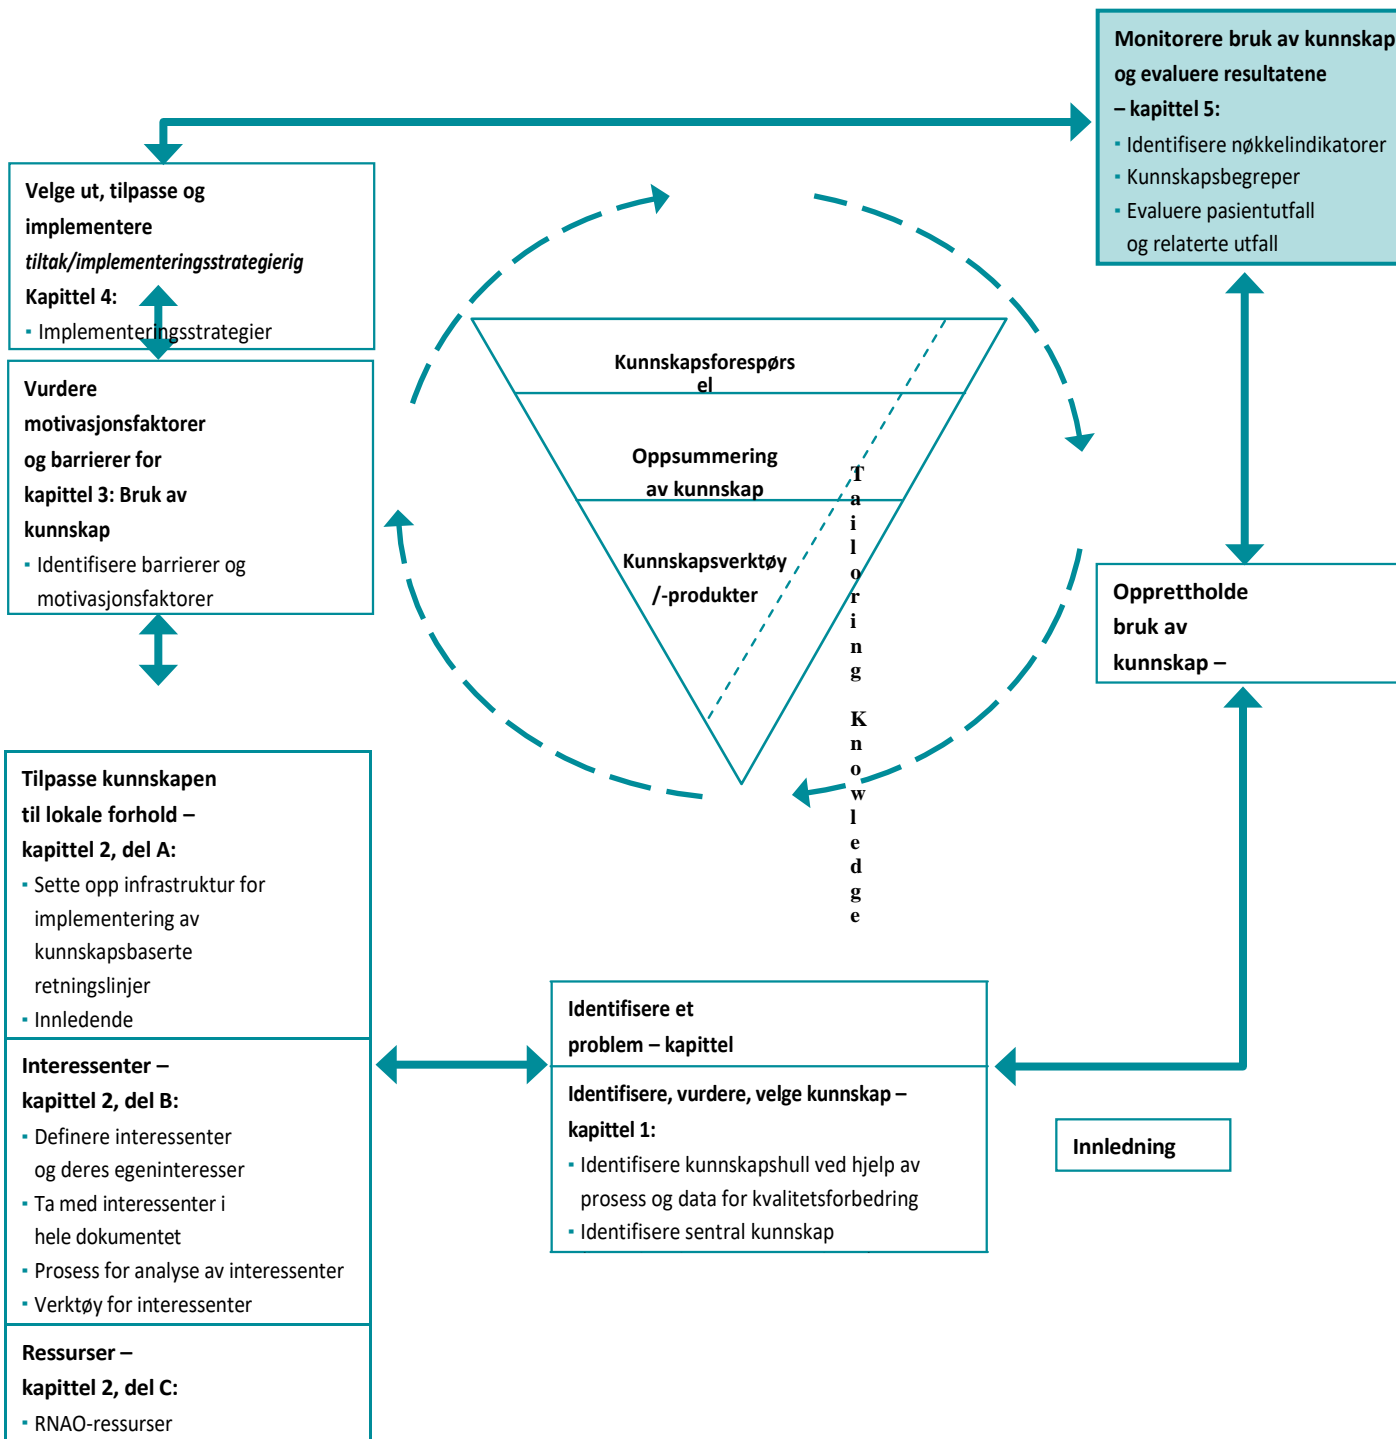 Monitorere bruk av kunnskap
og evaluere resultatene
– kapittel 5:
▪ Identifisere nøkkelindikatorer
▪ Kunnskapsbegreper
▪ Evaluere pasientutfall
og relaterte utfall
Velge ut, tilpasse og
implementere
tiltak/implementeringsstrategierig
Kapittel 4:
▪ Implementeringsstrategier
Vurdere
motivasjonsfaktorer
og barrierer for
kapittel 3: Bruk av
kunnskap
▪ Identifisere barrierer og
motivasjonsfaktorer
Kunnskapsforespørs
el
Oppsummering
av kunnskap
Kunnskapsverktøy
/-produkter
Tailoring Knowledge
Opprettholde
bruk av
kunnskap –
Tilpasse kunnskapen
til lokale forhold –
kapittel 2, del A:
▪ Sette opp infrastruktur for
implementering av
kunnskapsbaserte
retningslinjer
▪ Innledende
Interessenter –
kapittel 2, del B:
▪ Definere interessenter
og deres egeninteresser
▪ Ta med interessenter i
hele dokumentet
▪ Prosess for analyse av interessenter
▪ Verktøy for interessenter
Ressurser –
kapittel 2, del C:
▪ RNAO-ressurser
Identifisere et
problem – kapittel
Identifisere, vurdere, velge kunnskap –
kapittel 1:
▪ Identifisere kunnskapshull ved hjelp av
prosess og data for kvalitetsforbedring
▪ Identifisere sentral kunnskap
Innledning